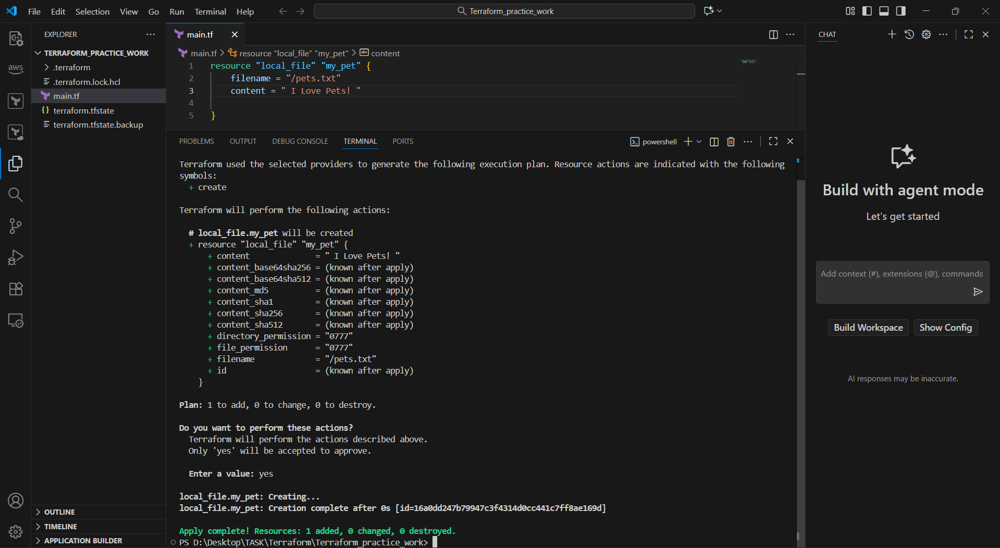 File Edit Selection View Go Run Terminal Help
Terraform_practice_work
EXPLORER
TERRAFORM_PRACTICE_WORK
.terraform
.terraform.lock.hcl
main.tf
terraform.tfstate
terraform.tfstate.backup
OUTLINE
TIMELINE
APPLICATION BUILDER
aws
main.tf
main.tf > resource "local_file" "my_pet" > content
1 resource "local_file" "my_pet" {
2 filename = "/pets.txt"
3 content = " I Love Pets! "
4
5 }
PROBLEMS OUTPUT DEBUG CONSOLE TERMINAL PORTS
powershell
Terraform used the selected providers to generate the following execution plan. Resource actions are indicated with the following
symbols:
+ create
Terraform will perform the following actions:
# local_file.my_pet will be created
+ resource "local_file" "my_pet" {
+ content = " I Love Pets! "
+ content_base64sha256 = (known after apply)
+ content_base64sha512 = (known after apply)
+ content_md5 = (known after apply)
+ content_sha1 = (known after apply)
+ content_sha256 = (known after apply)
+ content_sha512 = (known after apply)
+ directory_permission = "0777"
+ file_permission = "0777"
+ filename = "/pets.txt"
+ id = (known after apply)
}
Plan: 1 to add, 0 to change, 0 to destroy.
Do you want to perform these actions?
Terraform will perform the actions described above.
Only 'yes' will be accepted to approve.
Enter a value: yes
local_file.my_pet: Creating...
local_file.my_pet: Creation complete after 0s [id=16a0dd247b79947c3f4314d0cc441c7ff8ae169d]
Apply complete! Resources: 1 added, 0 changed, 0 destroyed.
PS D:\Desktop\TASK\Terraform\Terraform_practice_work>
CHAT
Build with agent mode
Let's get started
Add context (#), extensions (@), commands
Build Workspace Show Config
AI responses may be inaccurate.